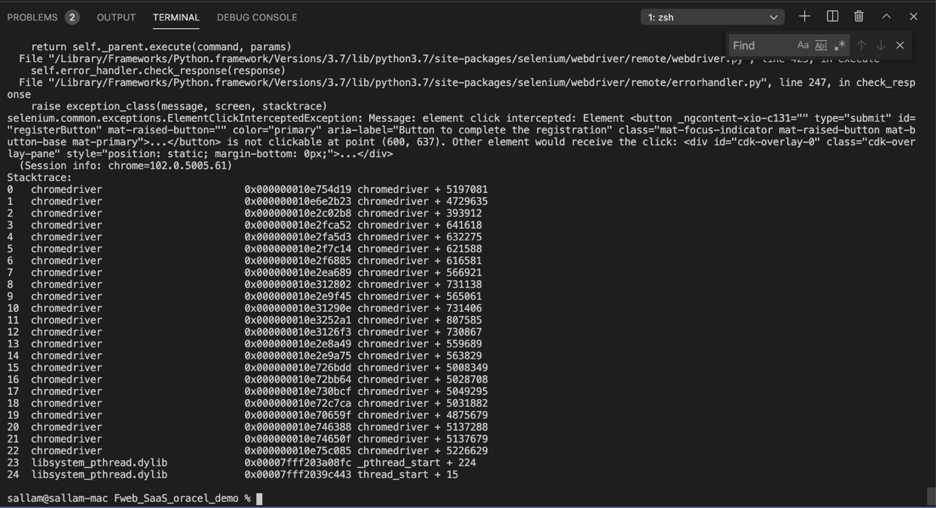 PROBLEMS 2 OUTPUT TERMINAL DEBUG CONSOLE 1: zsh
Find Aa Abl .*
return self._parent.execute(command, params)
File "/Library/Frameworks/Python.framework/Versions/3.7/lib/python3.7/site-packages/selenium/webdriver/remote/webdriver.py", line 425, in execute
self.error_handler.check_response(response)
File "/Library/Frameworks/Python.framework/Versions/3.7/lib/python3.7/site-packages/selenium/webdriver/remote/errorhandler.py", line 247, in check_resp
onse
raise exception_class(message, screen, stacktrace)
selenium.common.exceptions.ElementClickInterceptedException: Message: element click intercepted: Element <button _ngcontent-xio-c131="" type="submit" id=
"registerButton" mat-raised-button="" color="primary" aria-label="Button to complete the registration" class="mat-focus-indicator mat-raised-button mat-b
utton-base mat-primary">...</button> is not clickable at point (600, 637). Other element would receive the click: <div id="cdk-overlay-0" class="cdk-over
lay-pane" style="position: static; margin-bottom: 0px;">...</div>
(Session info: chrome=102.0.5005.61)
Stacktrace:
0 chromedriver 0x000000010e754d19 chromedriver + 5197081
1 chromedriver 0x000000010e6e2b23 chromedriver + 4729635
2 chromedriver 0x000000010e2c02b8 chromedriver + 393912
3 chromedriver 0x000000010e2fca52 chromedriver + 641618
4 chromedriver 0x000000010e2fa5d3 chromedriver + 632275
5 chromedriver 0x000000010e2f7c14 chromedriver + 621588
6 chromedriver 0x000000010e2f6885 chromedriver + 616581
7 chromedriver 0x000000010e2ea689 chromedriver + 566921
8 chromedriver 0x000000010e312802 chromedriver + 731138
9 chromedriver 0x000000010e2e9f45 chromedriver + 565061
10 chromedriver 0x000000010e31290e chromedriver + 731406
11 chromedriver 0x000000010e3252a1 chromedriver + 807585
12 chromedriver 0x000000010e3126f3 chromedriver + 730867
13 chromedriver 0x000000010e2e8a49 chromedriver + 559689
14 chromedriver 0x000000010e2e9a75 chromedriver + 563829
15 chromedriver 0x000000010e726bdd chromedriver + 5008349
16 chromedriver 0x000000010e72bb64 chromedriver + 5028708
17 chromedriver 0x000000010e730bcf chromedriver + 5049295
18 chromedriver 0x000000010e72c7ca chromedriver + 5031882
19 chromedriver 0x000000010e70659f chromedriver + 4875679
20 chromedriver 0x000000010e746388 chromedriver + 5137288
21 chromedriver 0x000000010e74650f chromedriver + 5137679
22 chromedriver 0x000000010e75c085 chromedriver + 5226629
23 libsystem_pthread.dylib 0x00007fff203a08fc _pthread_start + 224
24 libsystem_pthread.dylib 0x00007fff2039c443 thread_start + 15
sallam@sallam-mac Fweb_SaaS_oracel_demo %